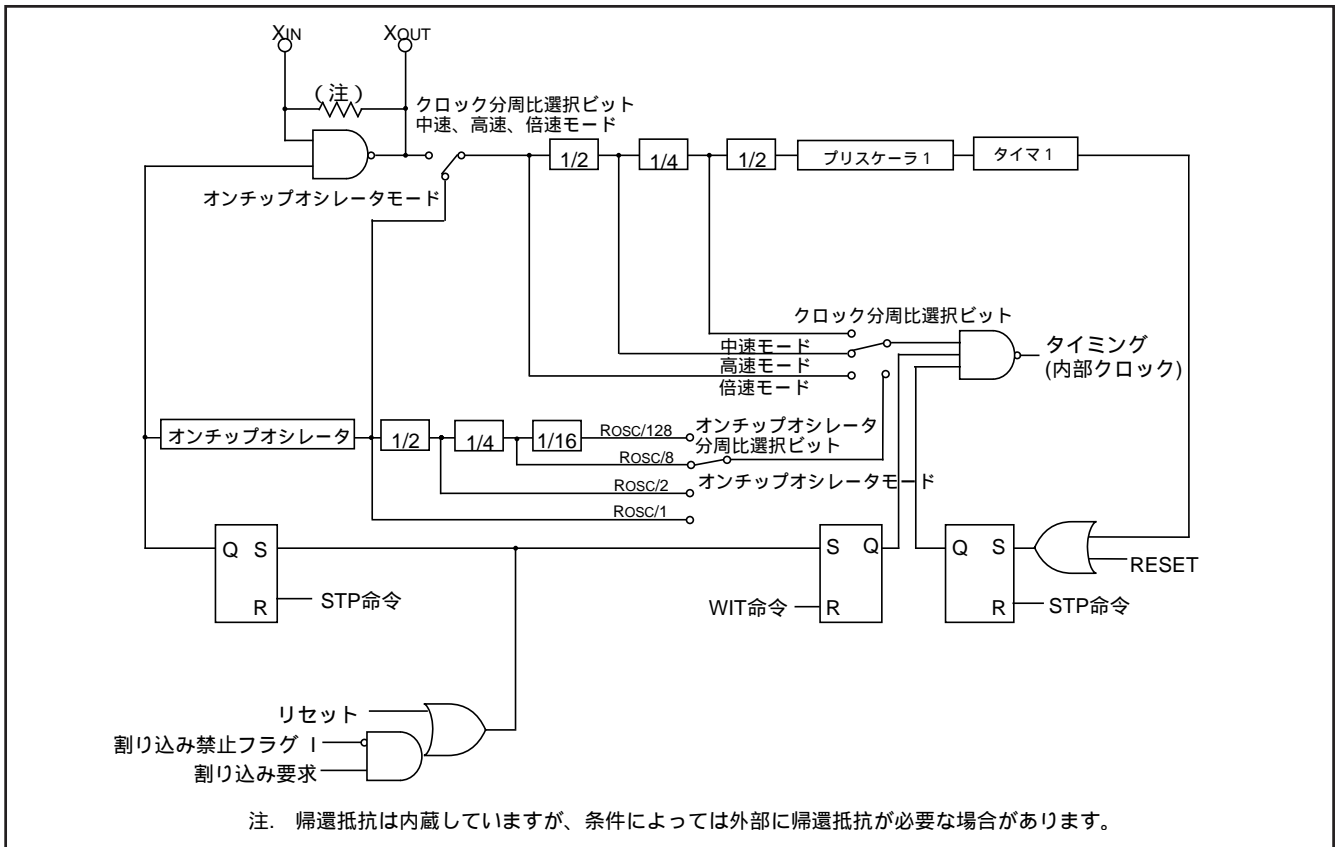 XIN
XOUT
(注)
クロック分周比選択ビット
中速、高速、倍速モード
1/2
1/4
1/2
プリスケーラ1
タイマ1
オンチップオシレータモード
クロック分周比選択ビット
中速モード
高速モード
倍速モード
タイミング
(内部クロック)
オンチップオシレータ
1/2
1/4
1/16
ROSC/128
ROSC/8
ROSC/2
ROSC/1
オンチップオシレータ
分周比選択ビット
オンチップオシレータモード
Q S
R
STP命令
S Q
R
WIT命令
Q S
R
STP命令
RESET
リセット
割り込み禁止フラグ I
割り込み要求
注. 帰還抵抗は内蔵していますが、条件によっては外部に帰還抵抗が必要な場合があります。